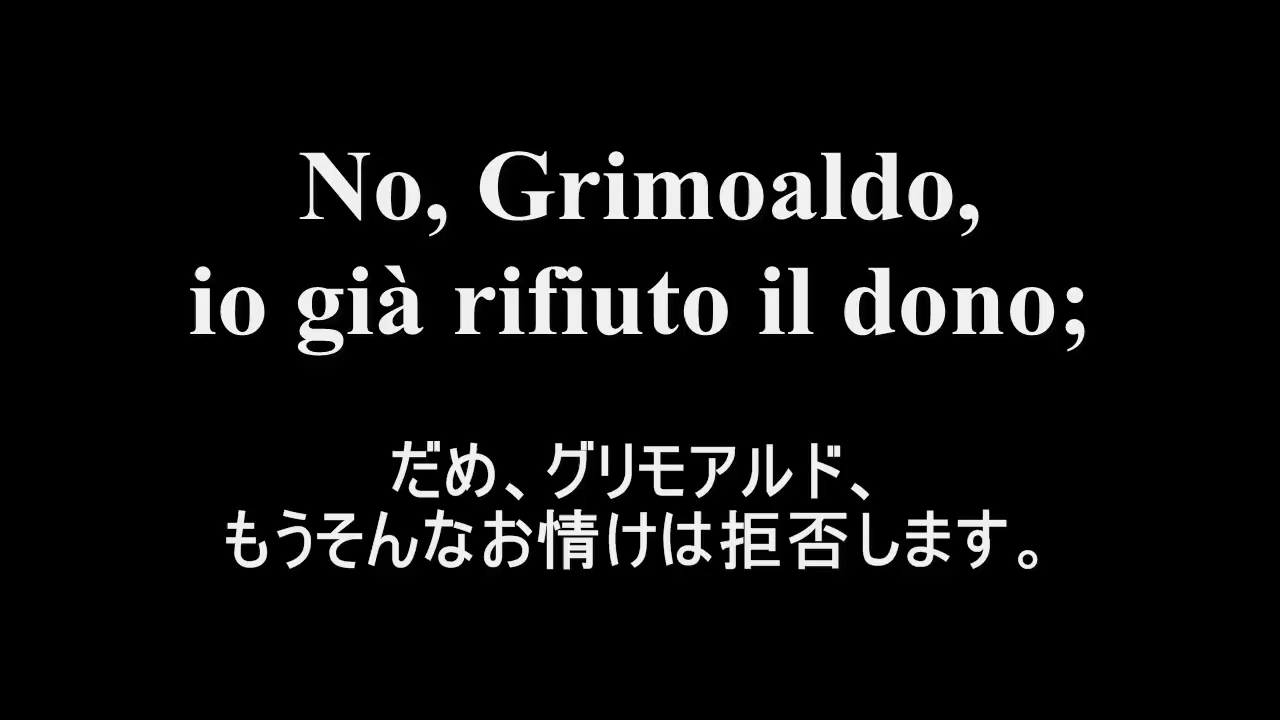 No, Grimoaldo,
io già rifiuto il dono;
だめ、グリモアルド、
もうそんなお情けは拒否します。